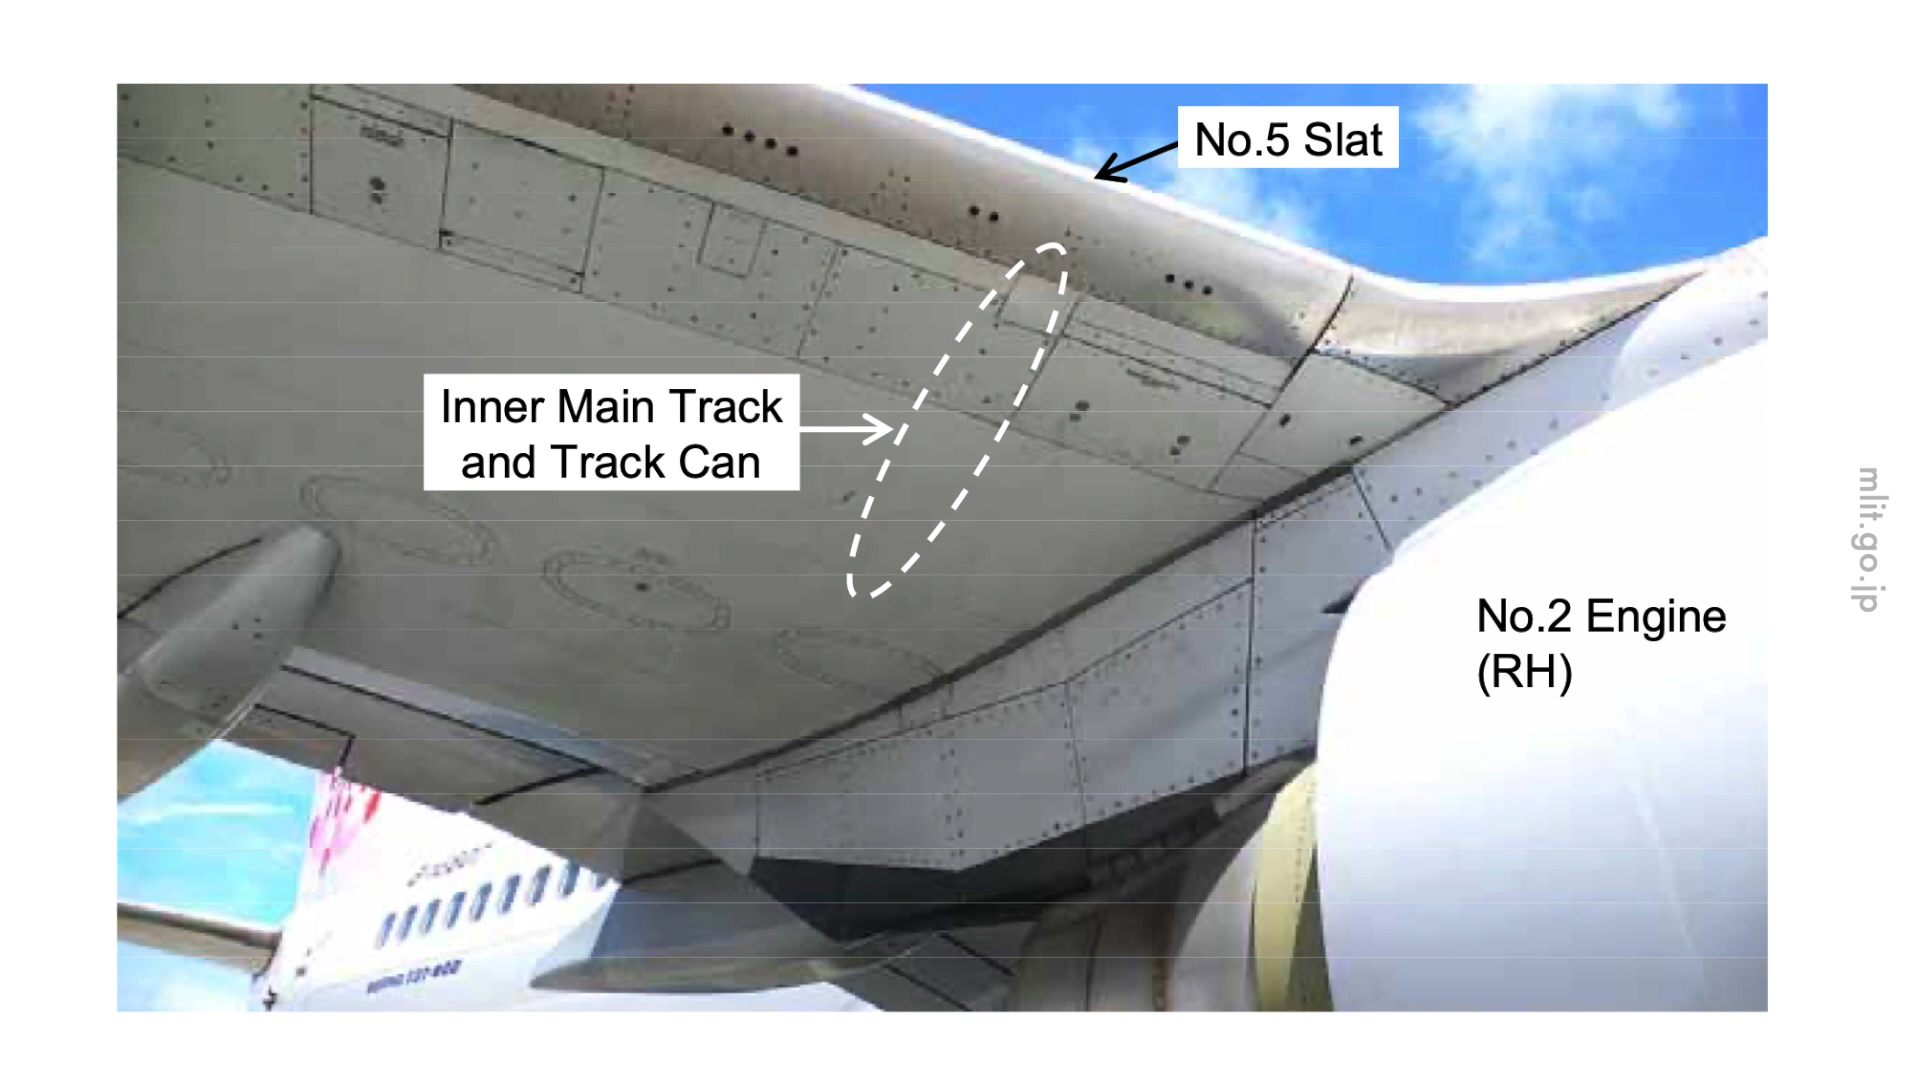 No.5 Slat
Inner Main Track
and Track Can
No.2 Engine
(RH)
mlit.go.jp